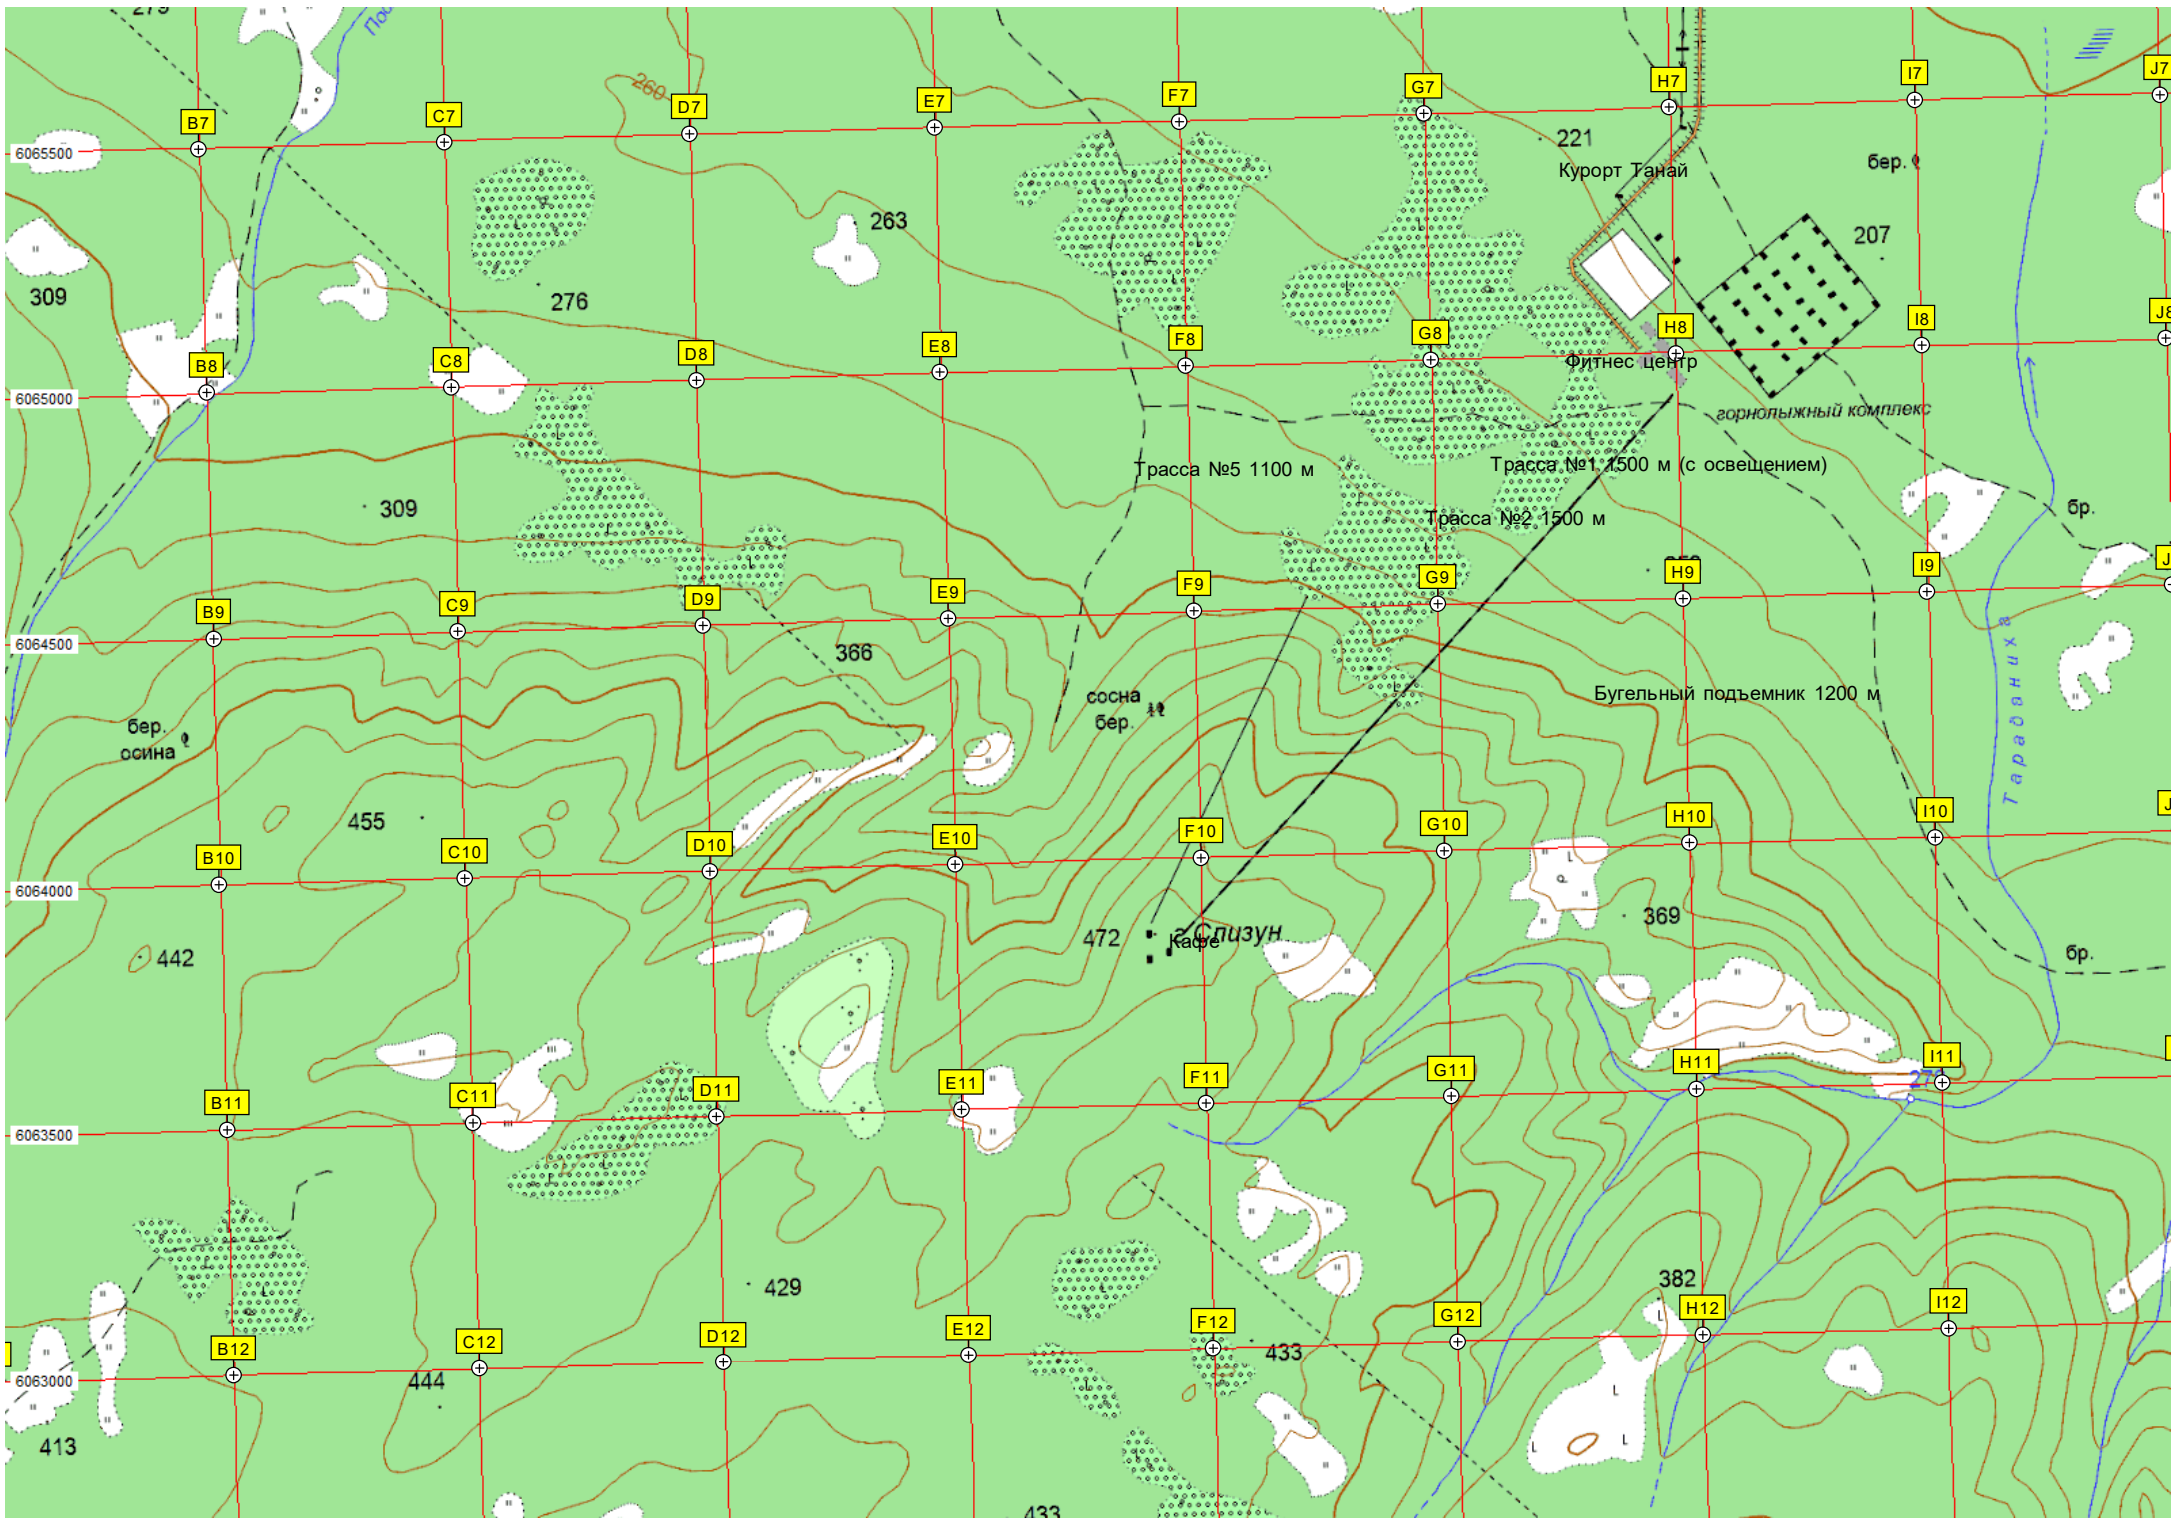 279
Пос
260
B7
C7
D7
E7
F7
G7
H7
I7
J7
6065500
221
Курорт Танай
бер.
263
207
309
276
B8
C8
D8
E8
F8
G8
H8
I8
J8
Фитнес центр
6065000
горнолыжный комплекс
Трасса №5 1100 м
Трасса №1 1500 м (с освещением)
309
Трасса №2 1500 м
бр.
B9
C9
D9
E9
F9
G9
H9
I9
J
6064500
366
Тарадановских
сосна
бер.
Бугельный подъемник 1200 м
бер.
осина
455
B10
C10
D10
E10
F10
G10
H10
I10
J
6064000
369
472
г. Слизун
Кафе
442
бр.
B11
C11
D11
E11
F11
G11
H11
I11
6063500
429
382
B12
C12
D12
E12
F12
G12
H12
I12
433
6063000
444
413
433